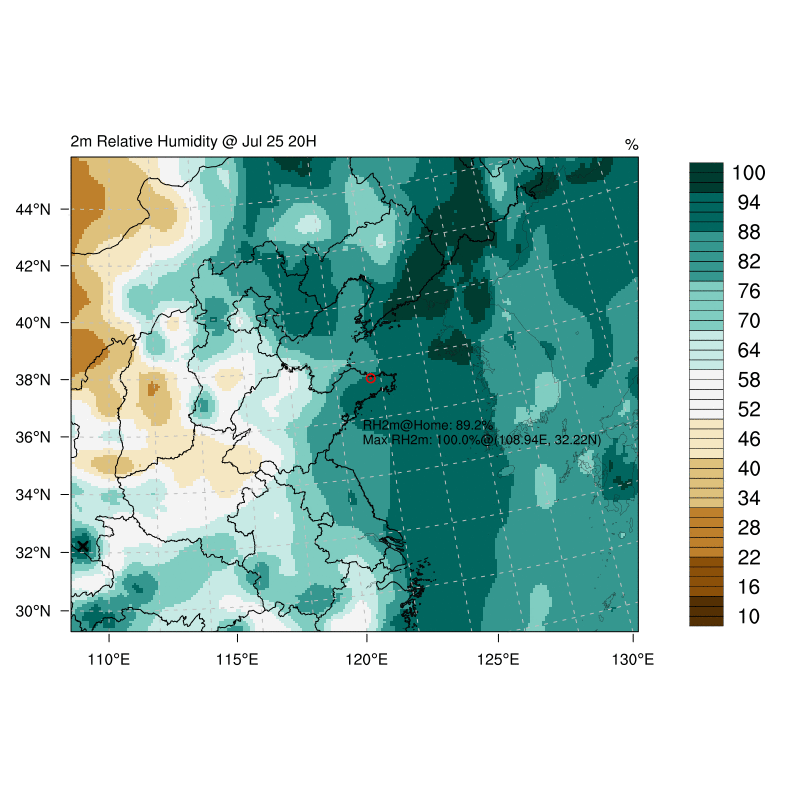 2m Relative Humidity @ Jul 25 20H
%
100
94
88
82
76
70
64
58
52
46
40
34
28
22
16
10
44°N
42°N
40°N
38°N
36°N
34°N
32°N
30°N
RH2m@Home: 89.2%
Max RH2m: 100.0%@(108.94E, 32.22N)
110°E 115°E 120°E 125°E 130°E